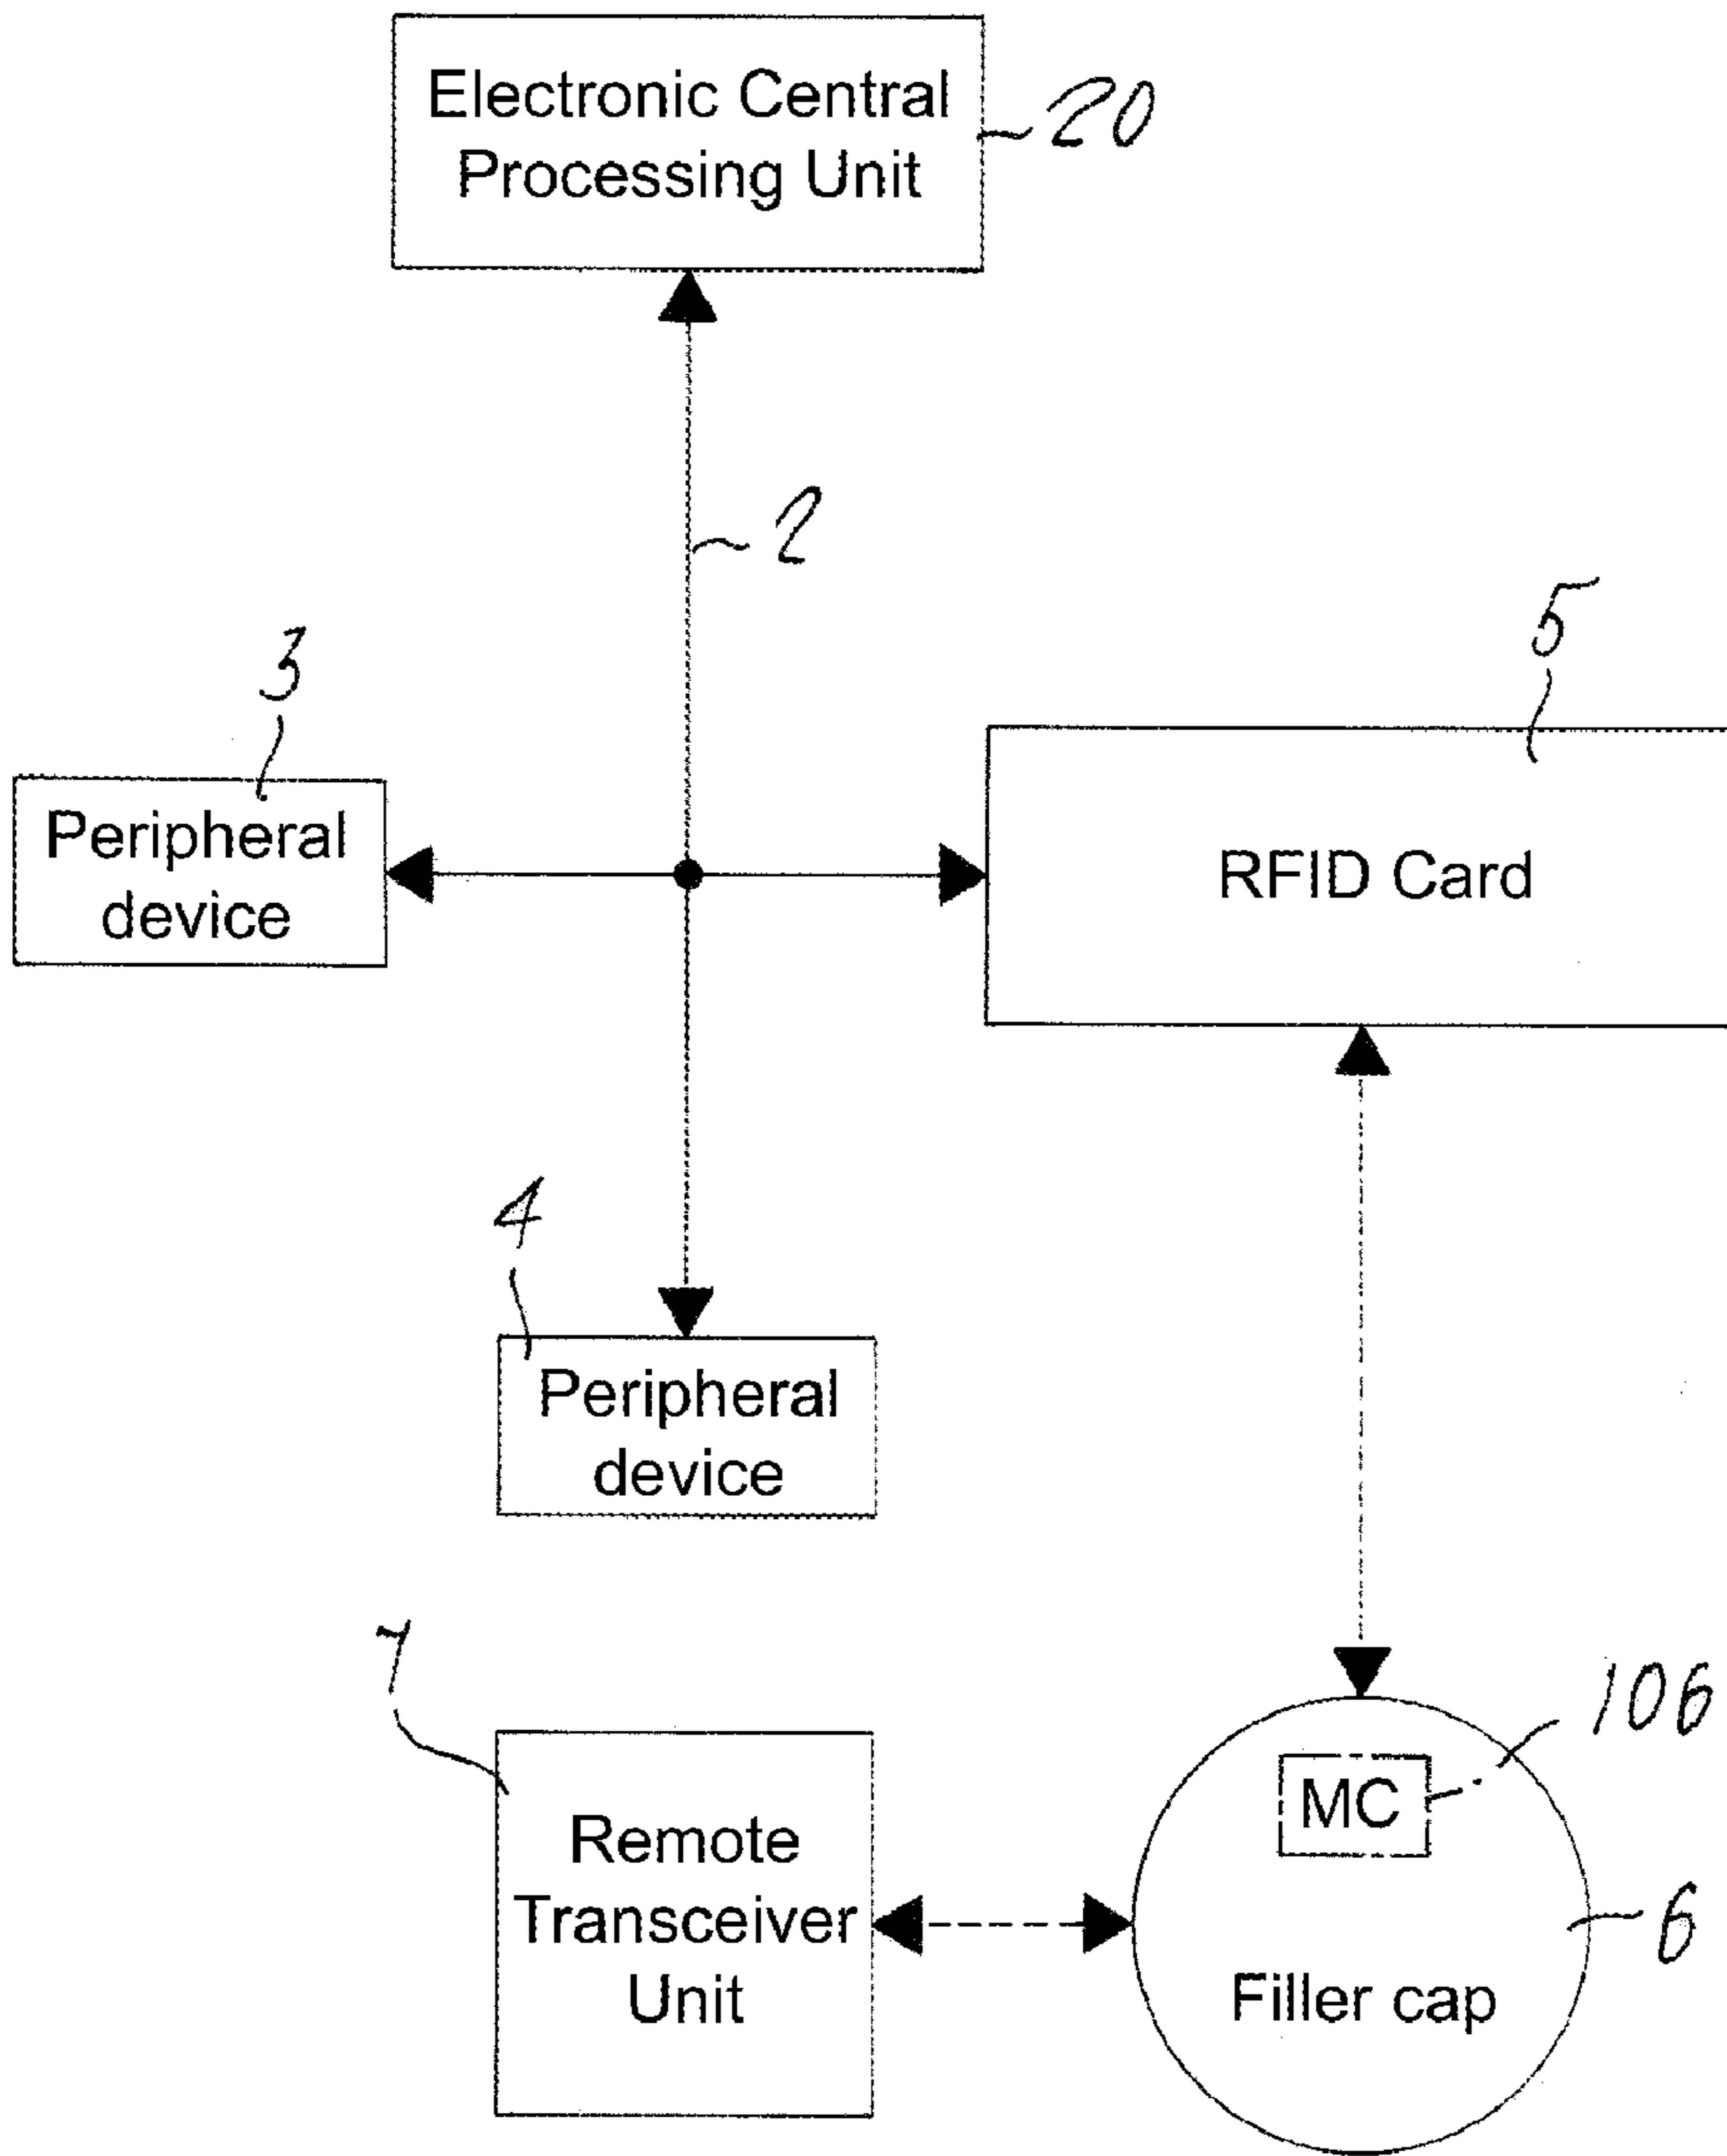 Electronic Central
Processing Unit
20
2
3
5
Peripheral
device
RFID Card
4
Peripheral
device
7
106
MC
Remote
Transceiver
Unit
6
Filler cap